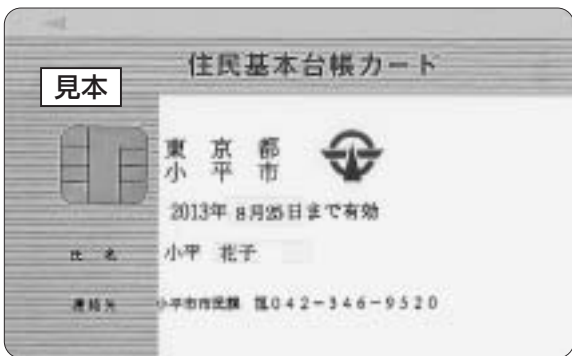 住民基本台帳カード
見本
東京都
小平市
2013年 8月25日まで有効
氏名 小平 花子
連絡先 小平市市民課 ☎042-346-9520